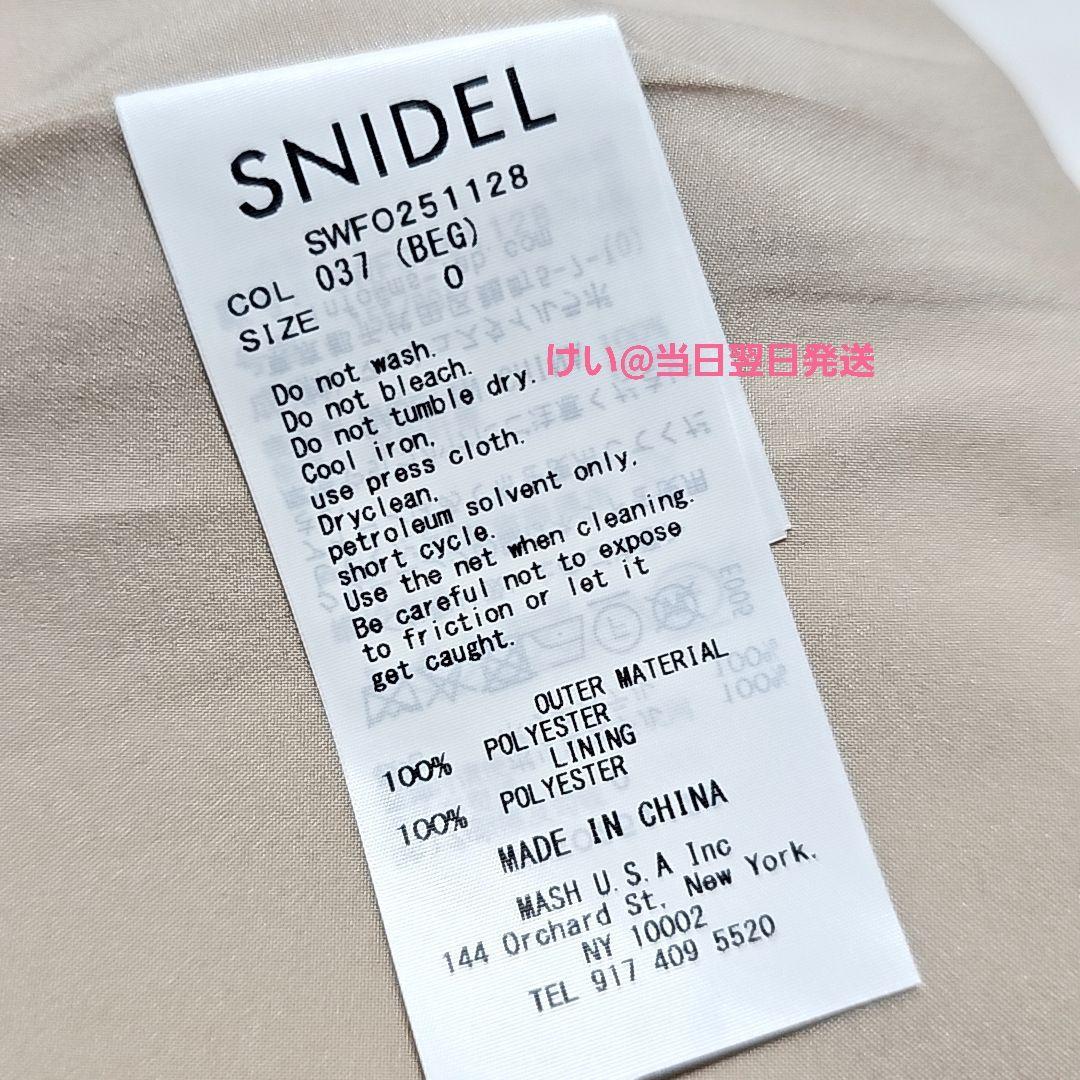 SNIDEL
SWFO251128
COL 037 (BEG)
SIZE 0
Do not wash.
Do not bleach.
Do not tumble dry.
けい@当日翌日発送
Cool iron,
use press cloth.
Dryclean,
petroleum solvent only,
short cycle.
Use the net when cleaning.
Be careful not to expose
to friction or let it
get caught.
OUTER MATERIAL
100% POLYESTER
LINING
100% POLYESTER
MADE IN CHINA
MASH U.S.A Inc
144 Orchard St, New York,
NY 10002
TEL 917 409 5520